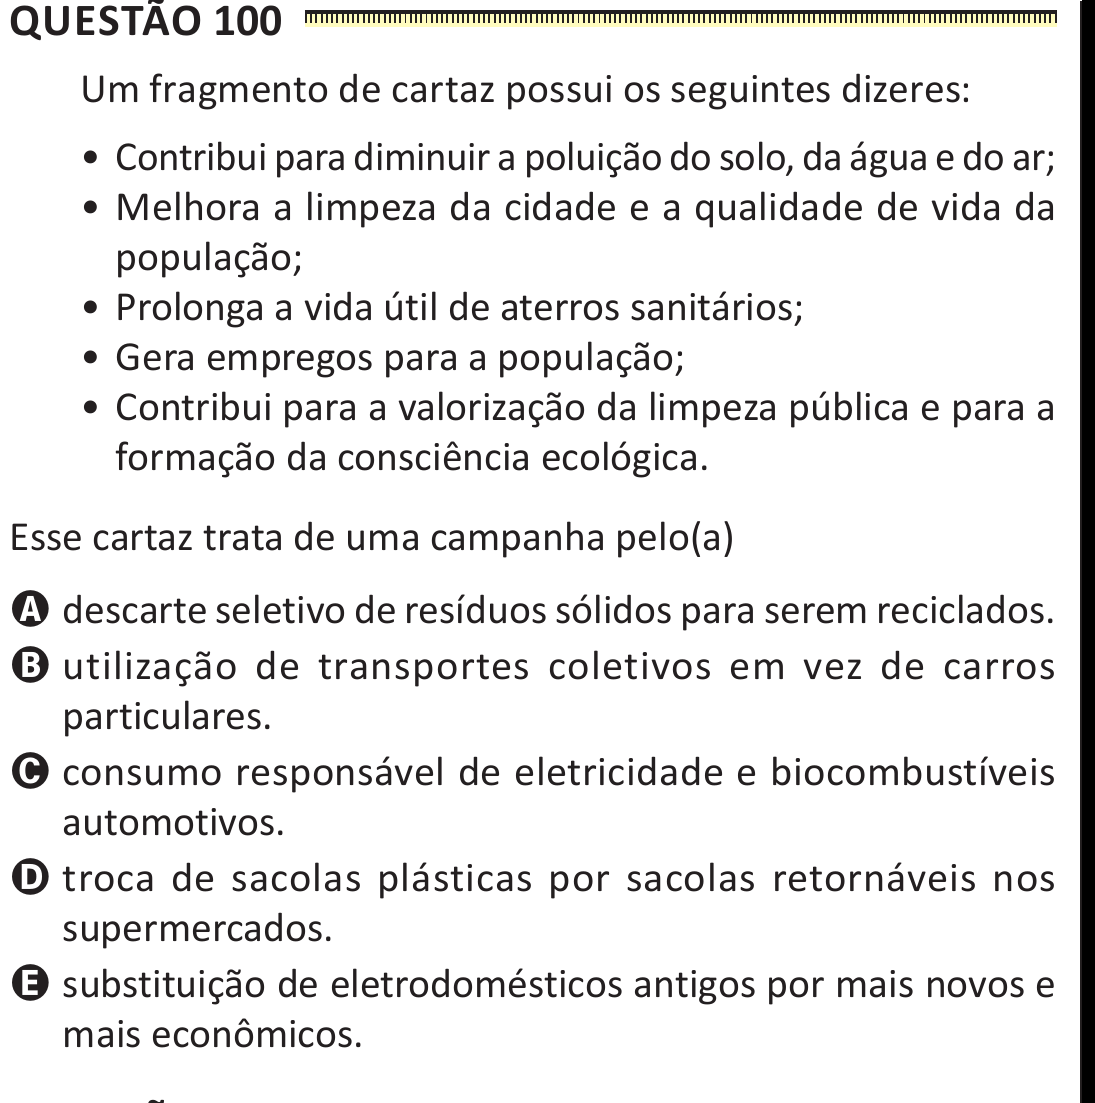 QUESTÃO 100
Um fragmento de cartaz possui os seguintes dizeres:
• Contribui para diminuir a poluição do solo, da água e do ar;
• Melhora a limpeza da cidade e a qualidade de vida da
população;
• Prolonga a vida útil de aterros sanitários;
• Gera empregos para a população;
• Contribui para a valorização da limpeza pública e para a
formação da consciência ecológica.
Esse cartaz trata de uma campanha pelo(a)
A descarte seletivo de resíduos sólidos para serem reciclados.
B utilização de transportes coletivos em vez de carros
particulares.
C consumo responsável de eletricidade e biocombustíveis
automotivos.
D troca de sacolas plásticas por sacolas retornáveis nos
supermercados.
E substituição de eletrodomésticos antigos por mais novos e
mais econômicos.